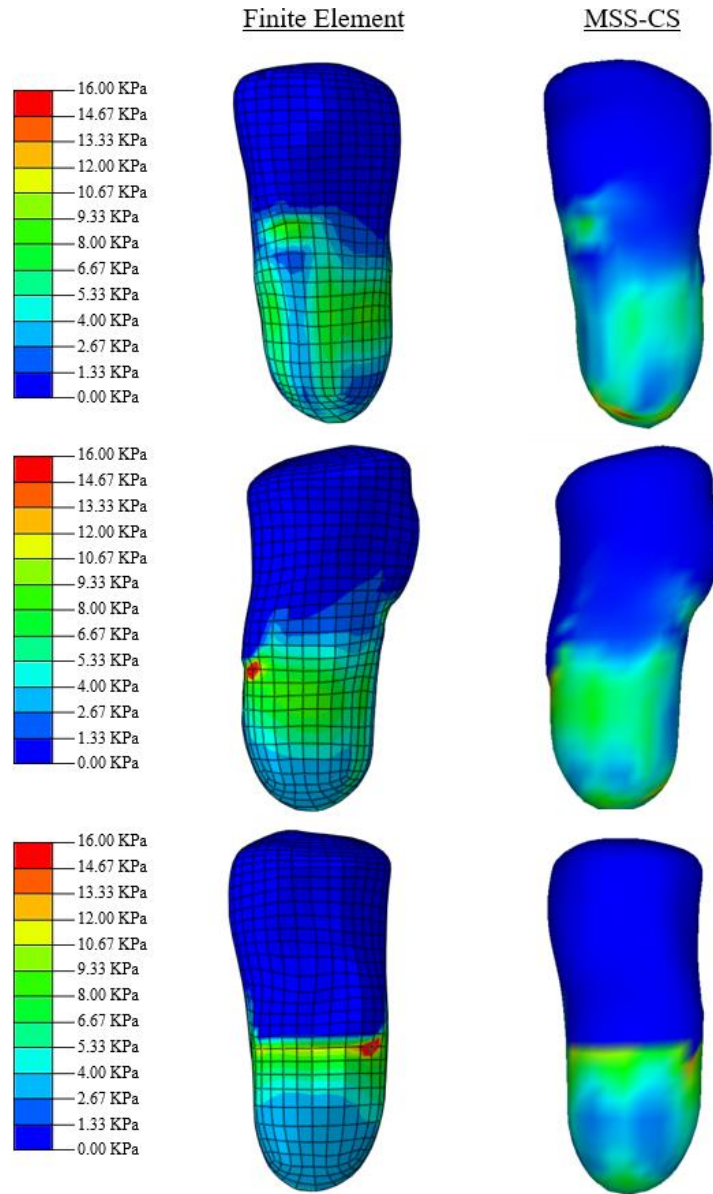 Finite Element MSS-CS
16.00 KPa
14.67 KPa
13.33 KPa
12.00 KPa
10.67 KPa
9.33 KPa
8.00 KPa
6.67 KPa
5.33 KPa
4.00 KPa
2.67 KPa
1.33 KPa
0.00 KPa
16.00 KPa
14.67 KPa
13.33 KPa
12.00 KPa
10.67 KPa
9.33 KPa
8.00 KPa
6.67 KPa
5.33 KPa
4.00 KPa
2.67 KPa
1.33 KPa
0.00 KPa
16.00 KPa
14.67 KPa
13.33 KPa
12.00 KPa
10.67 KPa
9.33 KPa
8.00 KPa
6.67 KPa
5.33 KPa
4.00 KPa
2.67 KPa
1.33 KPa
0.00 KPa